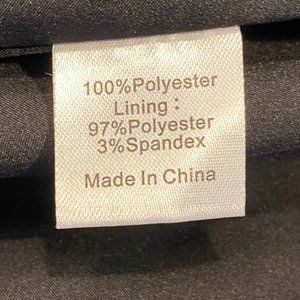 100%Polyester
Lining:
97%Polyester
3%Spandex
Made In China